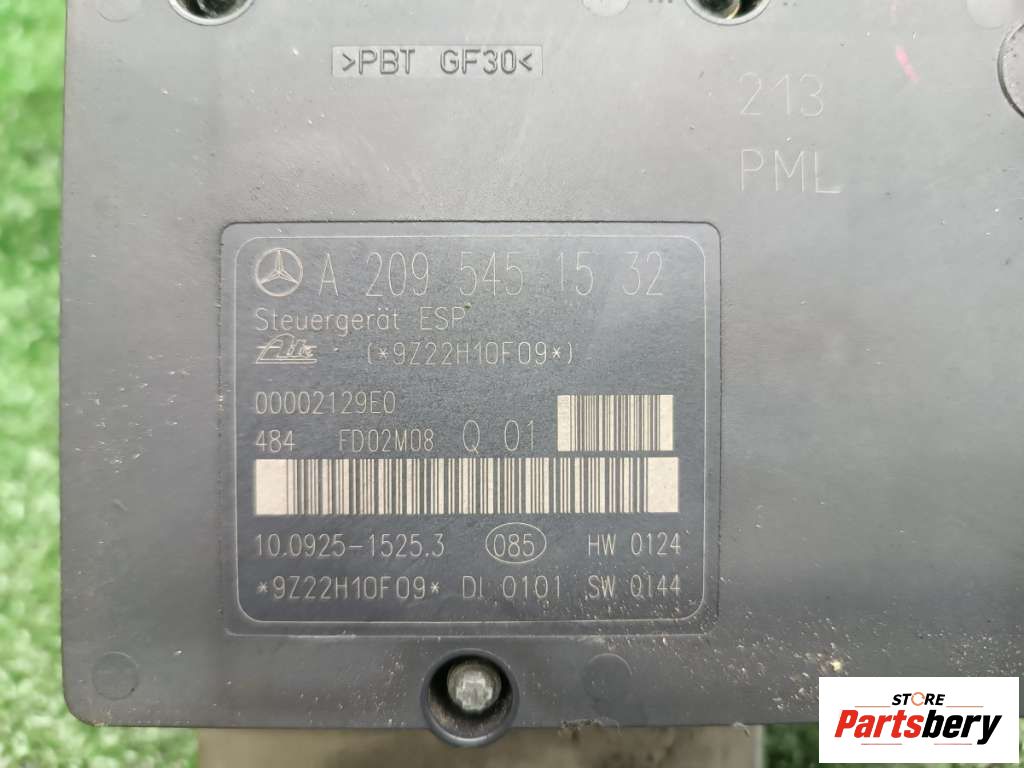 >PBT GF30<
213
PML
A 209 545 15 32
Steuergerät ESP
Ate (*9Z22H10F09*)
00002129E0
484 FD02M08 Q 01
10.0925-1525.3 085 HW 0124
*9Z22H10F09* DI 0101 SW 0144
STORE
Partsbery